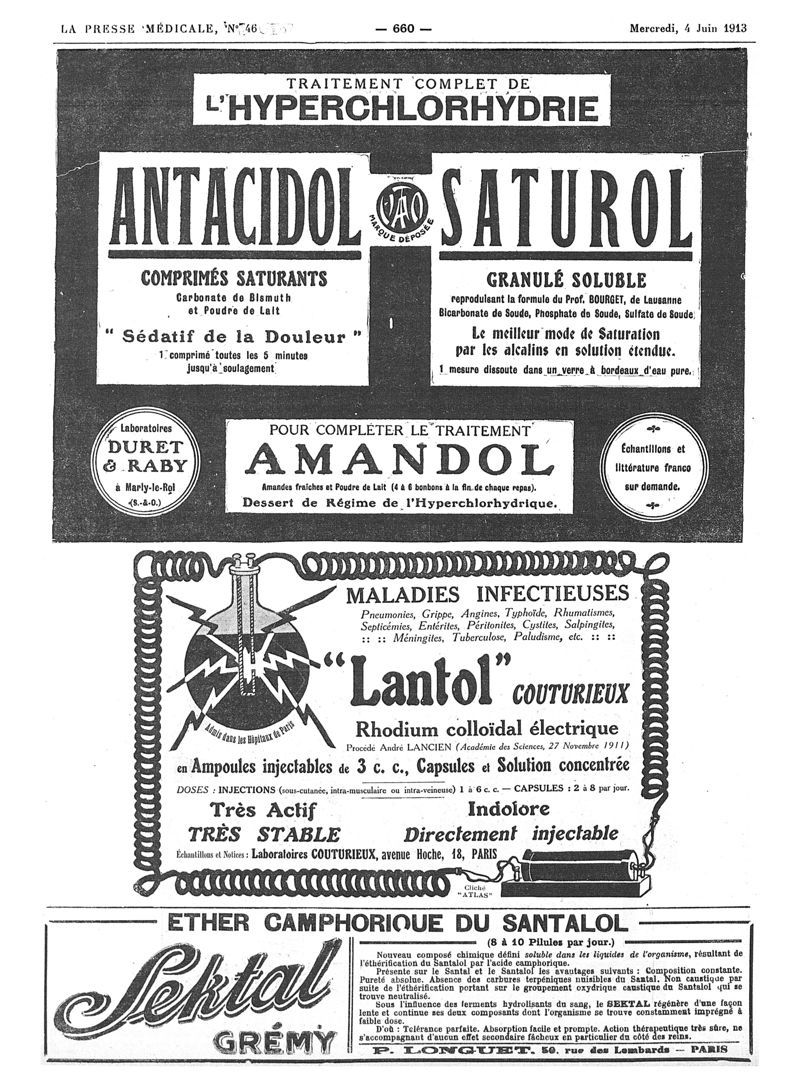 LA PRESSE MÉDICALE, N° 46
— 660 —
Mercredi, 4 Juin 1913
TRAITEMENT COMPLET DE
L'HYPERCHLORHYDRIE
ANTACIDOL
COMPRIMÉS SATURANTS
Carbonate de Bismuth
et Poudre de Lait
" Sédatif de la Douleur "
1 comprimé toutes les 5 minutes
jusqu'à soulagement
MARQUE DÉPOSÉE
SATUROL
GRANULÉ SOLUBLE
reproduisant la formule du Prof. BOURGET, de Lausanne
Bicarbonate de Soude, Phosphate de Soude, Sulfate de Soude
Le meilleur mode de Saturation
par les alcalins en solution étendue.
1 mesure dissoute dans un verre à bordeaux d'eau pure.
Laboratoires
DURET
& RABY
à Marly-le-Roi
(S.-&-O.)
POUR COMPLÉTER LE TRAITEMENT
AMANDOL
Amandes fraîches et Poudre de Lait (4 à 6 bonbons à la fin de chaque repas).
Dessert de Régime de l'Hyperchlorhydrique.
Échantillons et
littérature franco
sur demande.
MALADIES INFECTIEUSES
Pneumonies, Grippe, Angines, Typhoïde, Rhumatismes,
Septicémies, Entérites, Péritonites, Cystites, Salpingites,
:: :: Méningites, Tuberculose, Paludisme, etc. :: ::
"Lantol" COUTURIEUX
Admis dans les Hôpitaux de Paris
Rhodium colloïdal électrique
Procédé André LANCIEN (Académie des Sciences, 27 Novembre 1911)
en Ampoules injectables de 3 c. c., Capsules et Solution concentrée
DOSES : INJECTIONS (sous-cutanée, intra-musculaire ou intra-veineuse) 1 à 6 c. c. — CAPSULES : 2 à 8 par jour.
Très Actif Indolore
TRÈS STABLE Directement injectable
Échantillons et Notices : Laboratoires COUTURIEUX, avenue Hoche, 18, PARIS
Cliché
"ATLAS"
ETHER CAMPHORIQUE DU SANTALOL
(8 à 10 Pilules par jour.)
Sektal
GRÉMY
Nouveau composé chimique défini soluble dans les liquides de l'organisme, résultant de
l'éthérification du Santalol par l'acide camphorique.
Présente sur le Santal et le Santalol les avautages suivants : Composition constante.
Pureté absolue. Absence des carbures terpéniques nuisibles du Santal. Non caustique par
suite de l'éthérification portant sur le groupement oxydrique caustique du Santalol qui se
trouve neutralisé.
Sous l'influence des ferments hydrolisants du sang, le SEKTAL régénère d'une façon
lente et continue ses deux composants dont l'organisme se trouve constamment imprégné à
faible dose.
D'où : Tolérance parfaite. Absorption facile et prompte. Action thérapeutique très sûre, ne
s'accompagnant d'aucun effet secondaire fâcheux en particulier du côté des reins.
P. LONGUET, 50, rue des Lombards — PARIS